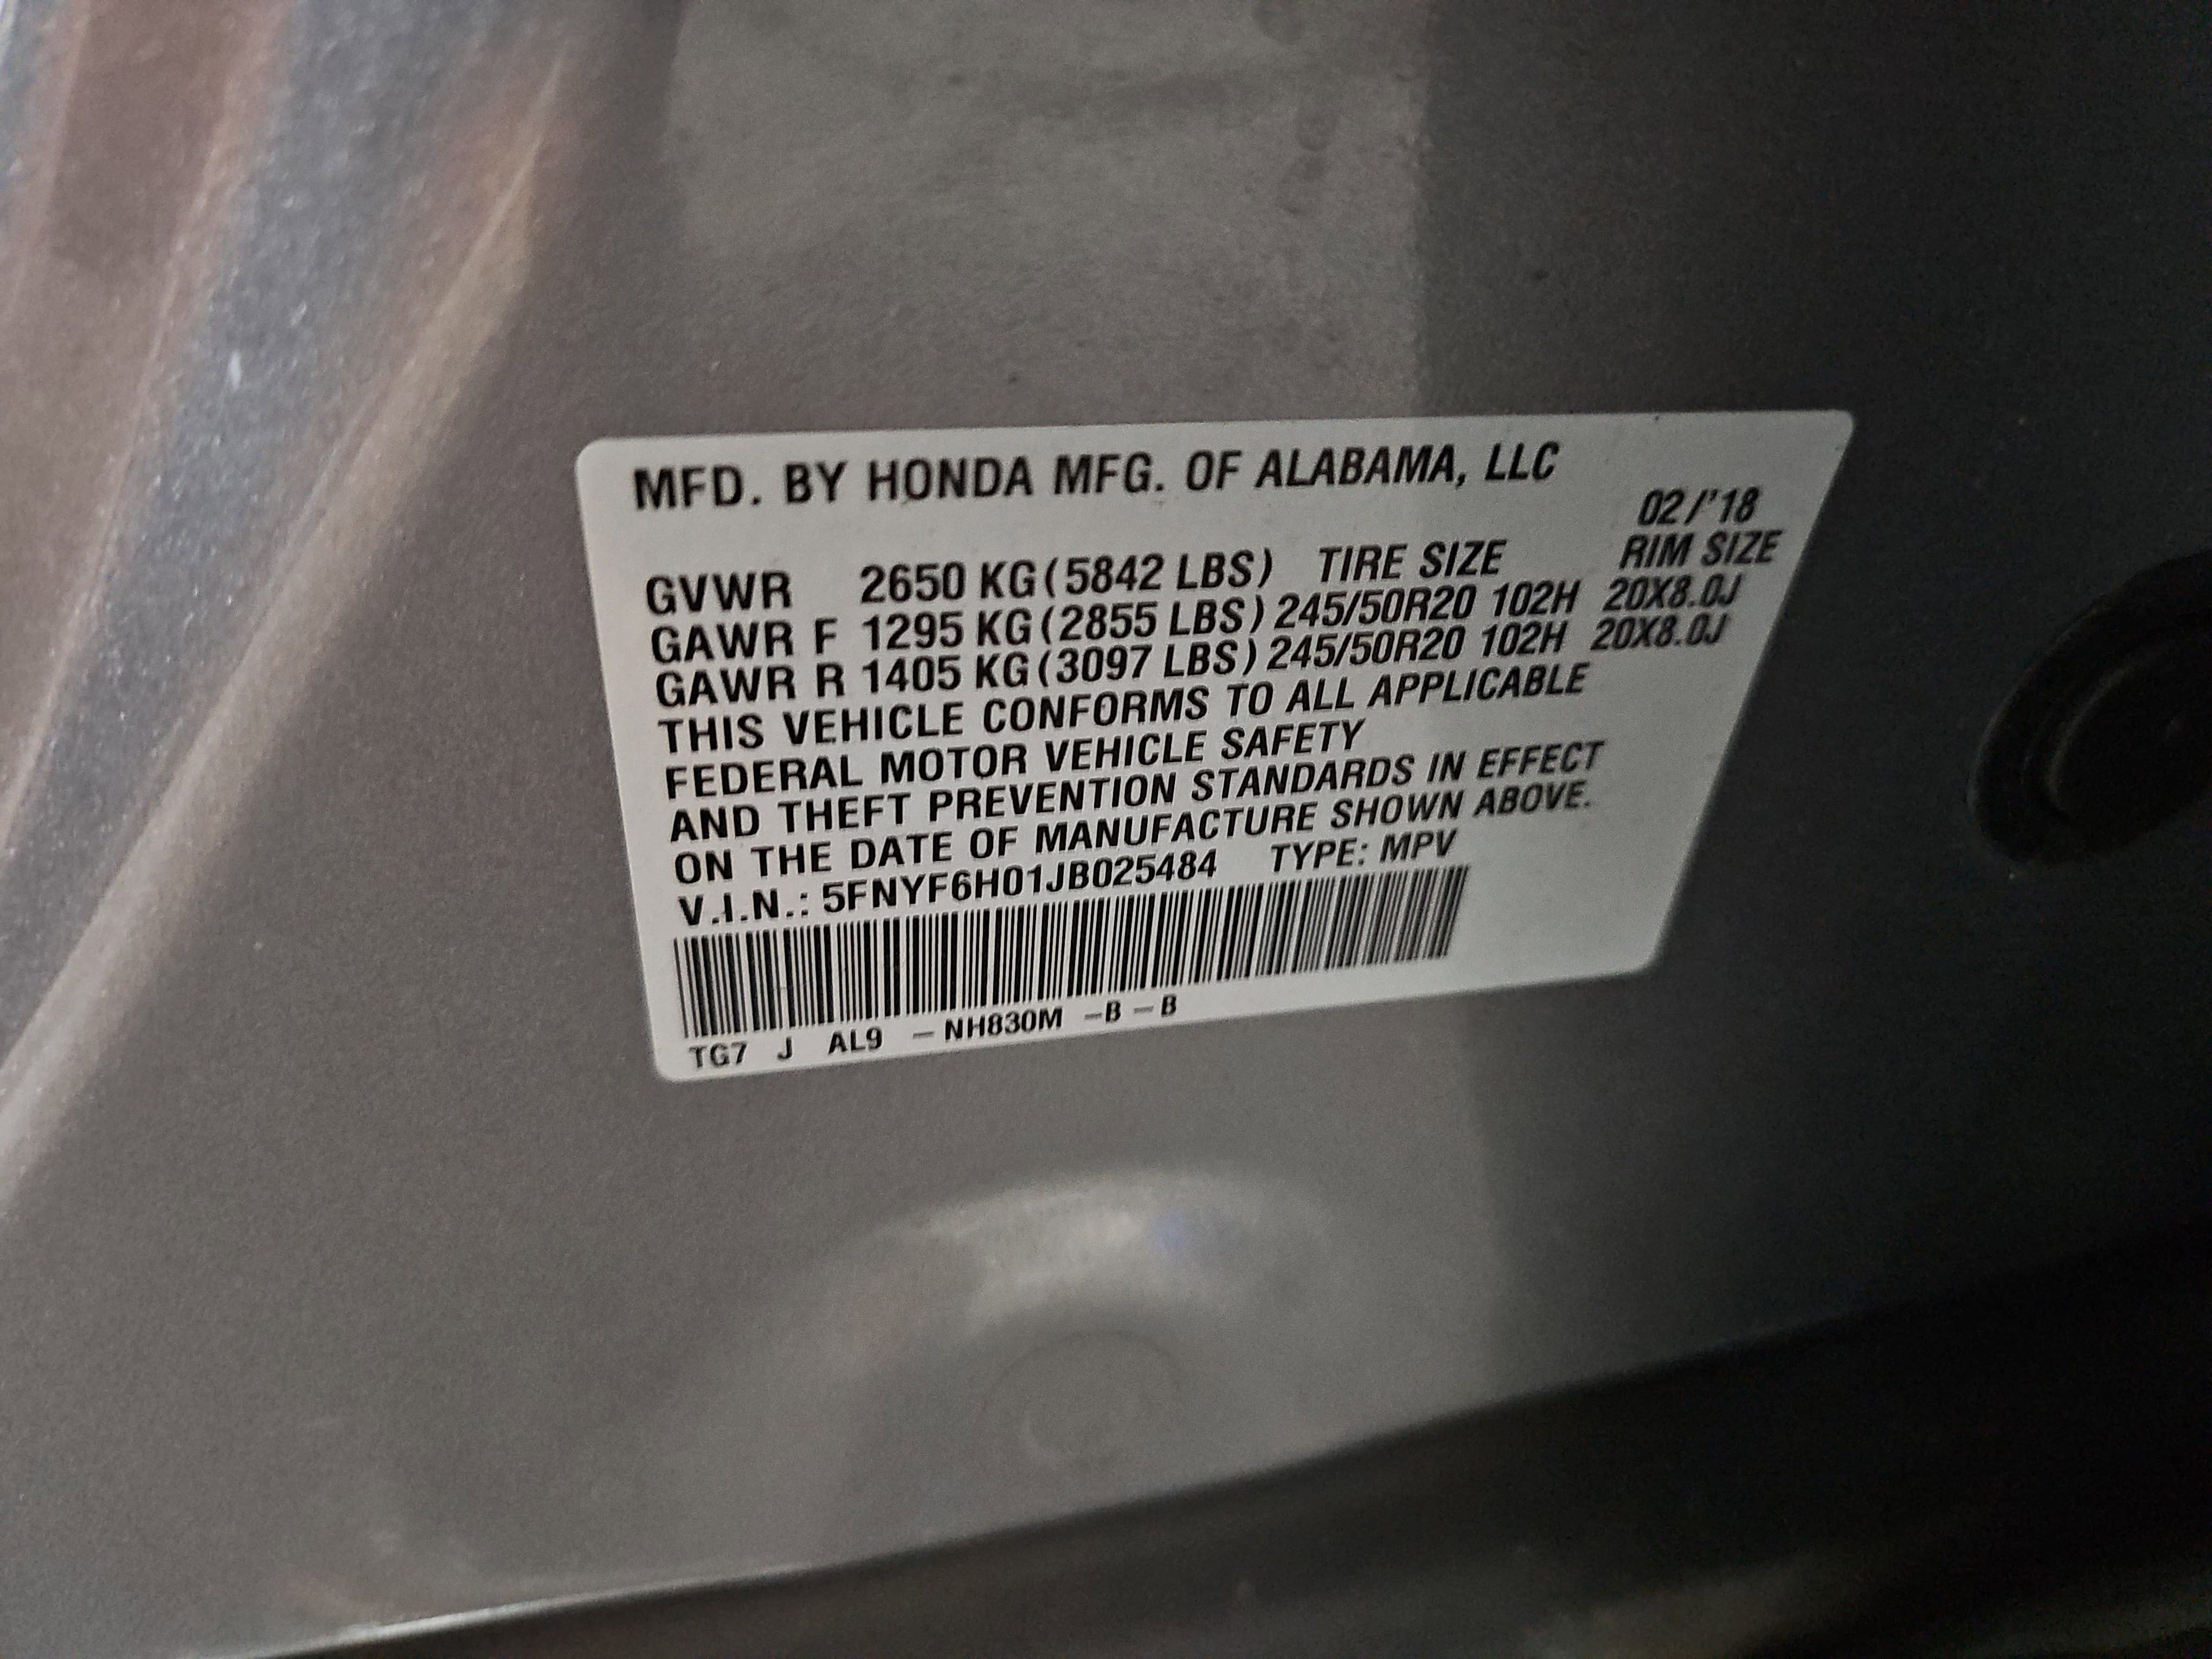 MFD. BY HONDA MFG. OF ALABAMA, LLC
02/'18
GVWR 2650 KG (5842 LBS) TIRE SIZE RIM SIZE
GAWR F 1295 KG (2855 LBS) 245/50R20 102H 20X8.0J
GAWR R 1405 KG (3097 LBS) 245/50R20 102H 20X8.0J
THIS VEHICLE CONFORMS TO ALL APPLICABLE
FEDERAL MOTOR VEHICLE SAFETY
AND THEFT PREVENTION STANDARDS IN EFFECT
ON THE DATE OF MANUFACTURE SHOWN ABOVE.
V.I.N.: 5FNYF6H01JB025484 TYPE: MPV
TG7 J AL9 – NH830M – B – B